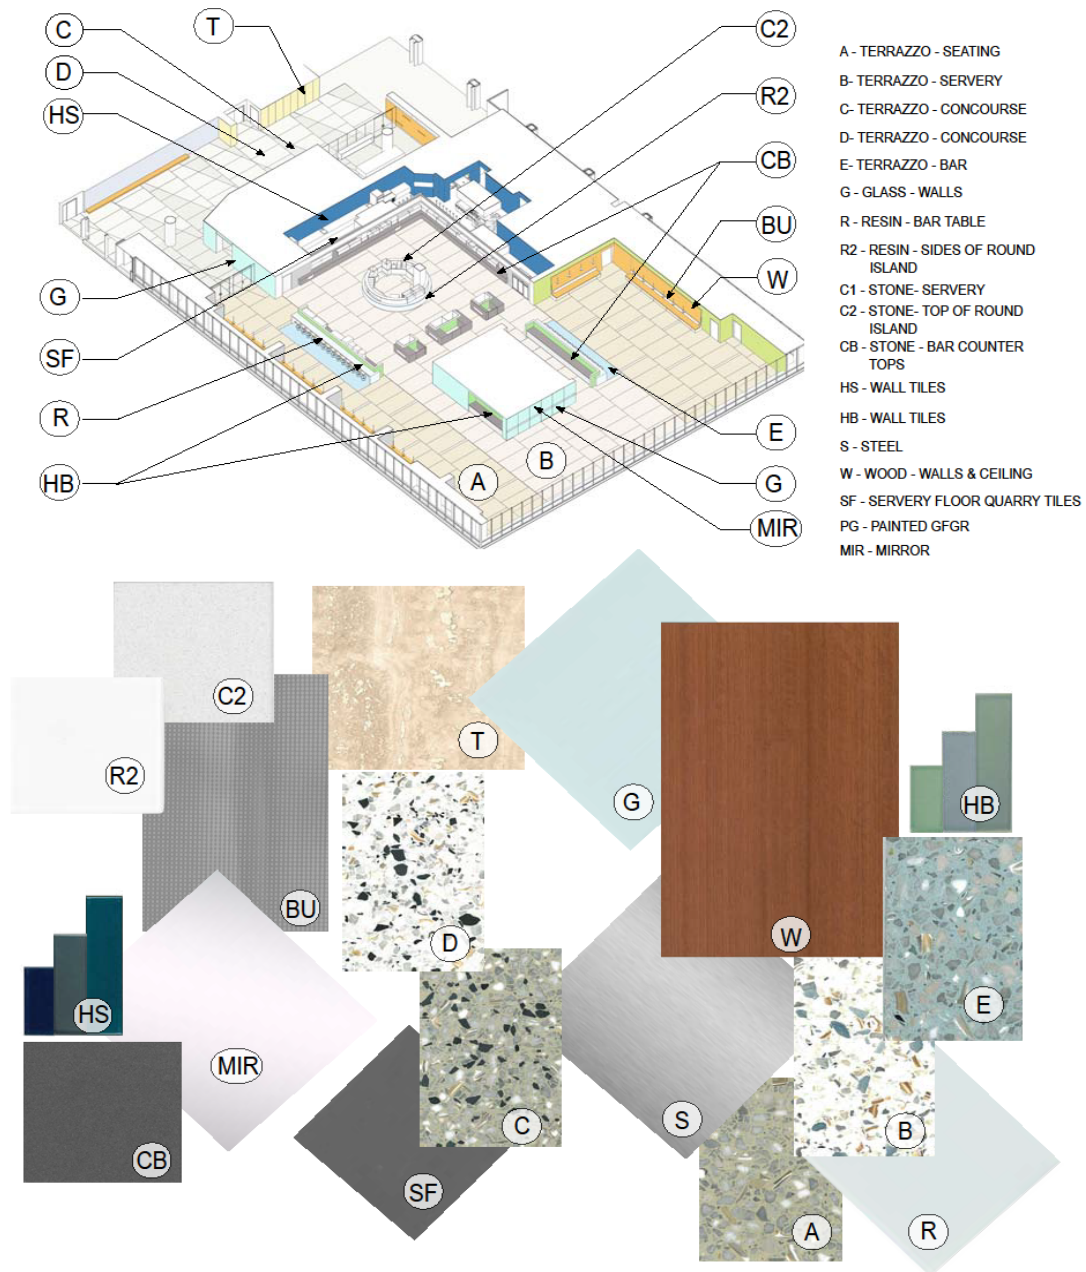 C
T
C2
D
R2
HS
CB
BU
G
W
SF
R
E
HB
A
B
G
MIR
A - TERRAZZO - SEATING
B- TERRAZZO - SERVERY
C- TERRAZZO - CONCOURSE
D- TERRAZZO - CONCOURSE
E- TERRAZZO - BAR
G - GLASS - WALLS
R - RESIN - BAR TABLE
R2 - RESIN - SIDES OF ROUND
ISLAND
C1 - STONE- SERVERY
C2 - STONE- TOP OF ROUND
ISLAND
CB - STONE - BAR COUNTER
TOPS
HS - WALL TILES
HB - WALL TILES
S - STEEL
W - WOOD - WALLS & CEILING
SF - SERVERY FLOOR QUARRY TILES
PG - PAINTED GFGR
MIR - MIRROR
C2
R2
T
G
HB
BU
D
W
HS
E
MIR
C
S
B
CB
SF
A
R